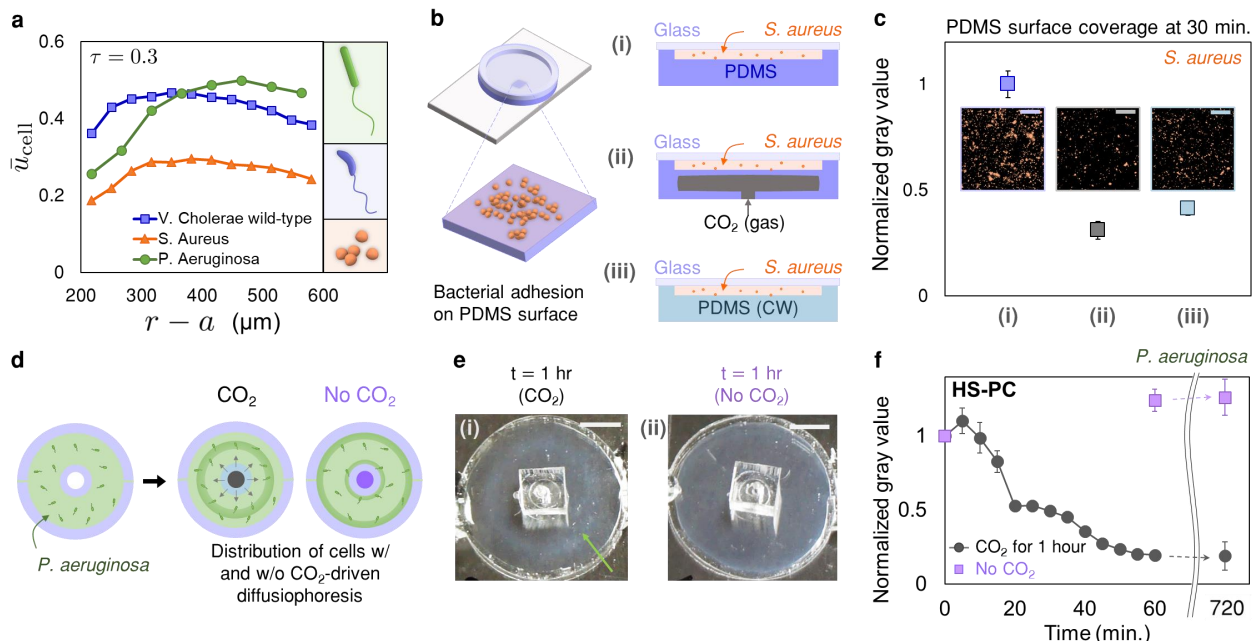 a
0.6
0.4
0.2
0
τ = 0.3
ūcell
V. Cholerae wild-type
S. Aureus
P. Aeruginosa
200 300 400 500 600
r − a (µm)
b
Bacterial adhesion
on PDMS surface
(i)
Glass S. aureus
PDMS
(ii)
Glass S. aureus
CO2 (gas)
(iii)
Glass S. aureus
PDMS (CW)
c
PDMS surface coverage at 30 min.
S. aureus
Normalized gray value
1
0.5
0
(i) (ii) (iii)
d
CO2 No CO2
P. aeruginosa
Distribution of cells w/
and w/o CO2-driven
diffusiophoresis
e
t = 1 hr
(CO2)
(i)
t = 1 hr
(No CO2)
(ii)
f
P. aeruginosa
HS-PC
Normalized gray value
1
0.5
0
CO2 for 1 hour
No CO2
0 20 40 60 720
Time (min.)